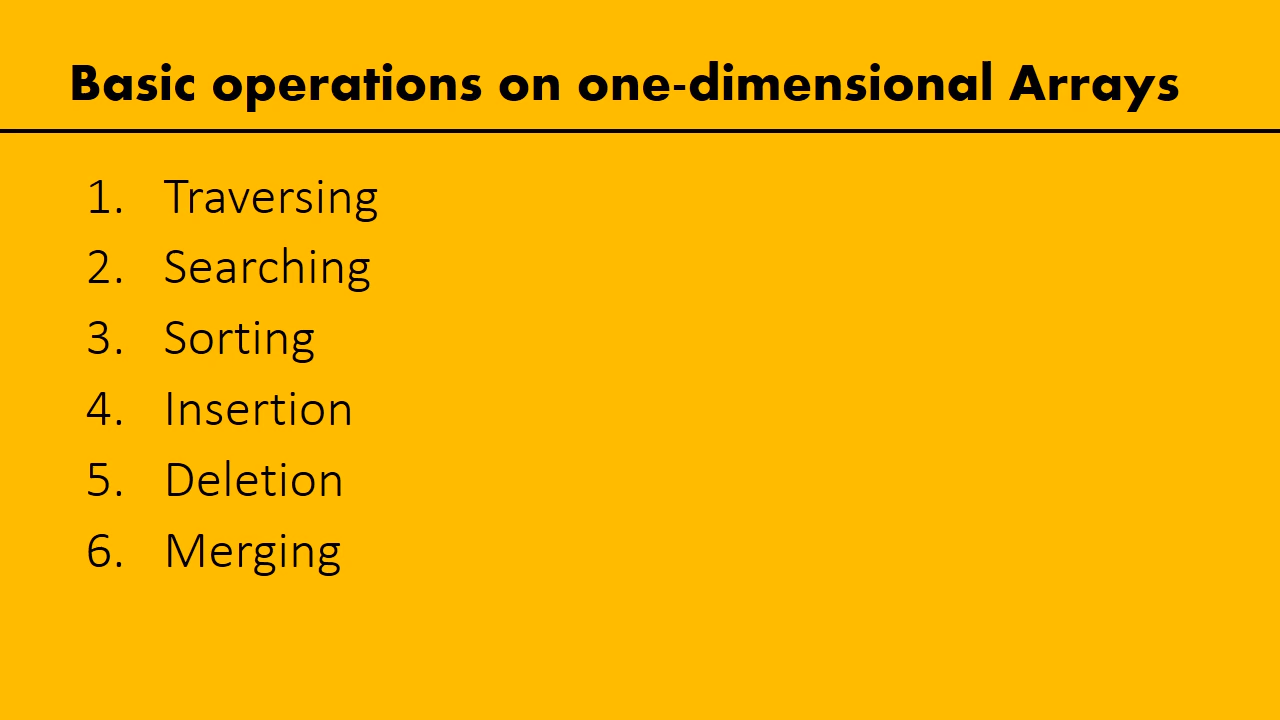 Basic operations on one-dimensional Arrays
1. Traversing
2. Searching
3. Sorting
4. Insertion
5. Deletion
6. Merging